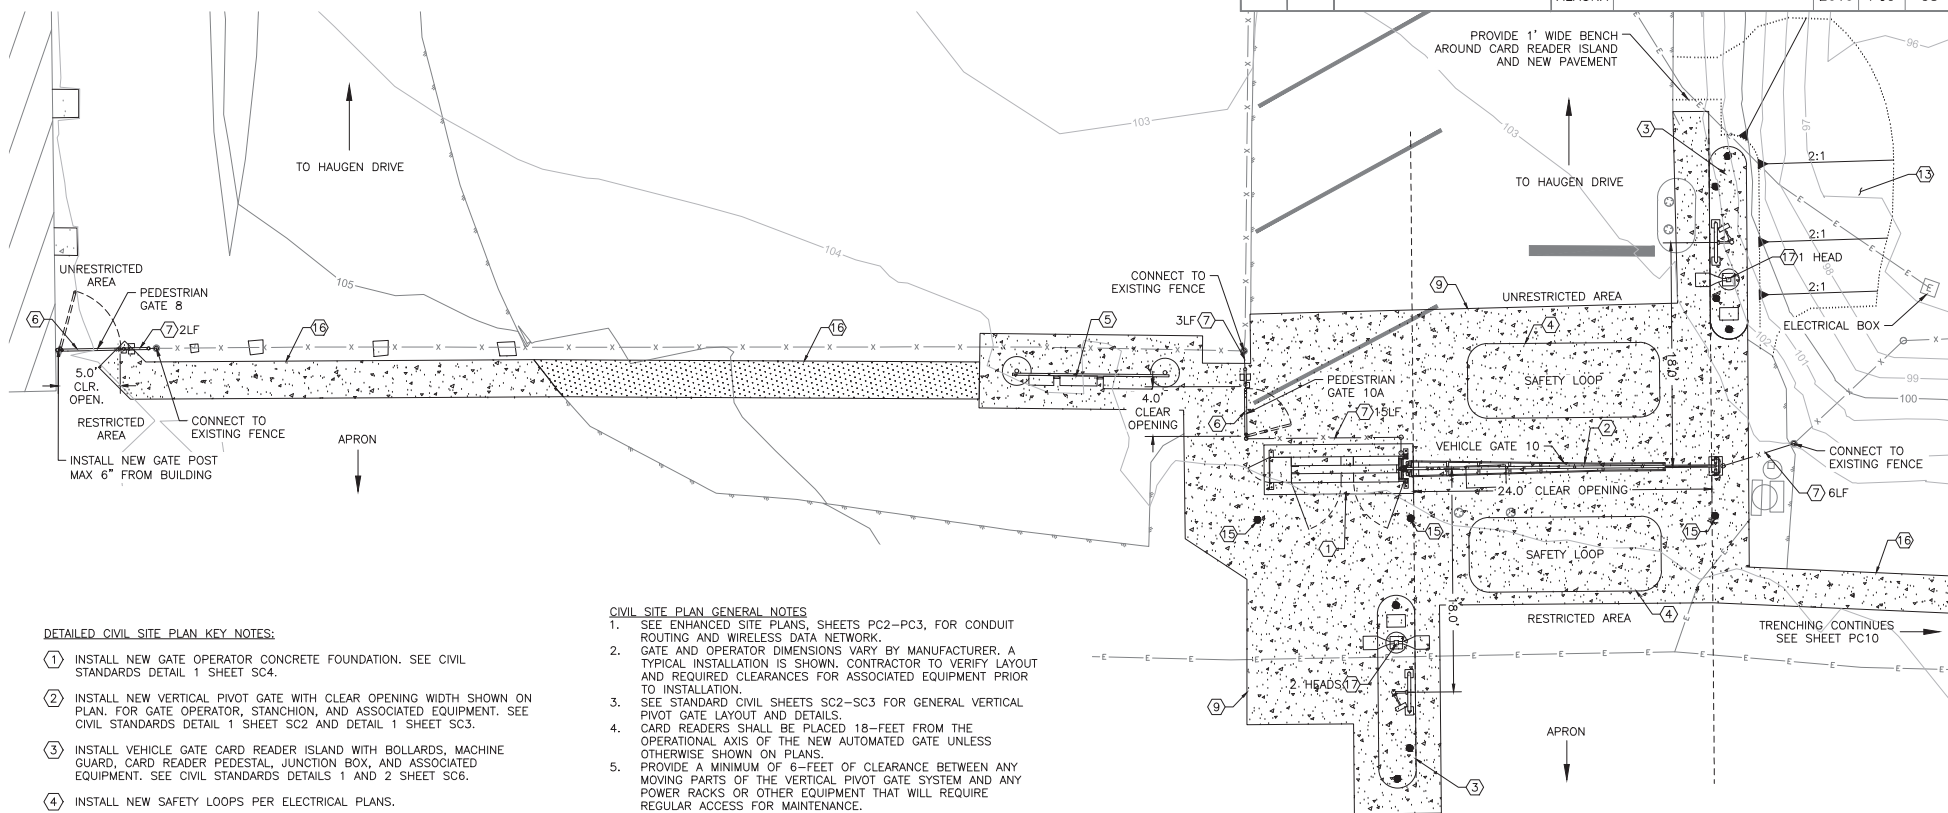 PROVIDE 1' WIDE BENCH
AROUND CARD READER ISLAND
AND NEW PAVEMENT
96
103
103
97
3
2:1
13
TO HAUGEN DRIVE
TO HAUGEN DRIVE
2:1
104
98
17 1 HEAD
2:1
E
UNRESTRICTED
AREA
PEDESTRIAN
GATE 8
105
CONNECT TO
EXISTING FENCE
9
UNRESTRICTED AREA
ELECTRICAL BOX
6
7 2LF
16
16
5
3LF 7
4
102
101
99
100
18.0'
5.0'
CLR.
OPEN.
SAFETY LOOP
PEDESTRIAN
GATE 10A
4.0'
CLEAR
OPENING
6
7 15LF
RESTRICTED
AREA
CONNECT TO
EXISTING FENCE
APRON
VEHICLE GATE 10
2
CONNECT TO
EXISTING FENCE
INSTALL NEW GATE POST
MAX 6" FROM BUILDING
24.0' CLEAR OPENING
7 6LF
15
15
15
1
SAFETY LOOP
16
18.0'
4
RESTRICTED AREA
TRENCHING CONTINUES
SEE SHEET PC10
2 HEADS 17
9
APRON
3
DETAILED CIVIL SITE PLAN KEY NOTES:
1 INSTALL NEW GATE OPERATOR CONCRETE FOUNDATION. SEE CIVIL
STANDARDS DETAIL 1 SHEET SC4.
2 INSTALL NEW VERTICAL PIVOT GATE WITH CLEAR OPENING WIDTH SHOWN ON
PLAN. FOR GATE OPERATOR, STANCHION, AND ASSOCIATED EQUIPMENT. SEE
CIVIL STANDARDS DETAIL 1 SHEET SC2 AND DETAIL 1 SHEET SC3.
3 INSTALL VEHICLE GATE CARD READER ISLAND WITH BOLLARDS, MACHINE
GUARD, CARD READER PEDESTAL, JUNCTION BOX, AND ASSOCIATED
EQUIPMENT. SEE CIVIL STANDARDS DETAILS 1 AND 2 SHEET SC6.
4 INSTALL NEW SAFETY LOOPS PER ELECTRICAL PLANS.
CIVIL SITE PLAN GENERAL NOTES
1. SEE ENHANCED SITE PLANS, SHEETS PC2-PC3, FOR CONDUIT
ROUTING AND WIRELESS DATA NETWORK.
2. GATE AND OPERATOR DIMENSIONS VARY BY MANUFACTURER. A
TYPICAL INSTALLATION IS SHOWN. CONTRACTOR TO VERIFY LAYOUT
AND REQUIRED CLEARANCES FOR ASSOCIATED EQUIPMENT PRIOR
TO INSTALLATION.
3. SEE STANDARD CIVIL SHEETS SC2-SC3 FOR GENERAL VERTICAL
PIVOT GATE LAYOUT AND DETAILS.
4. CARD READERS SHALL BE PLACED 18-FEET FROM THE
OPERATIONAL AXIS OF THE NEW AUTOMATED GATE UNLESS
OTHERWISE SHOWN ON PLANS.
5. PROVIDE A MINIMUM OF 6-FEET OF CLEARANCE BETWEEN ANY
MOVING PARTS OF THE VERTICAL PIVOT GATE SYSTEM AND ANY
POWER RACKS OR OTHER EQUIPMENT THAT WILL REQUIRE
REGULAR ACCESS FOR MAINTENANCE.